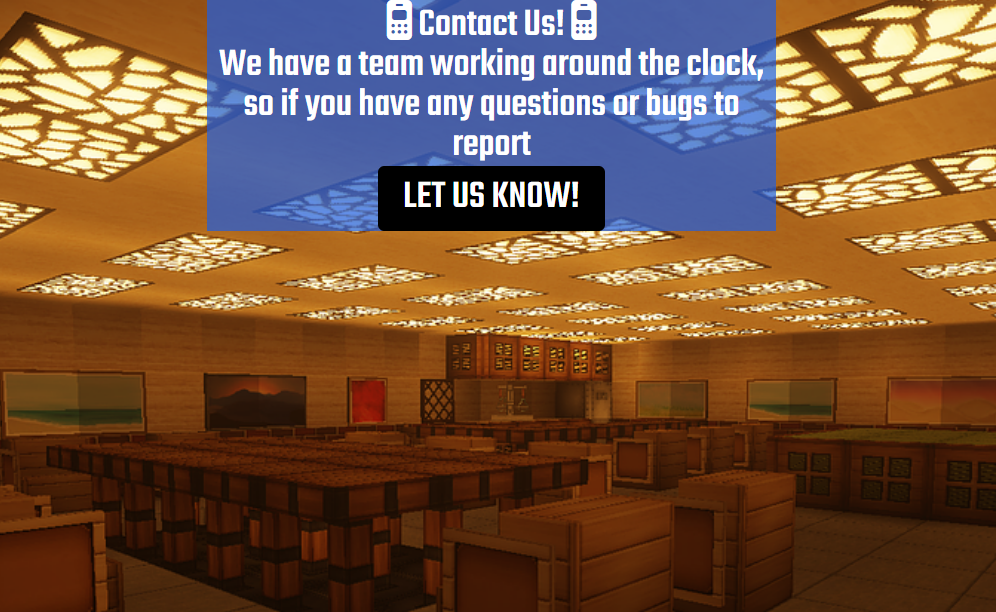 Contact Us!
We have a team working around the clock,
so if you have any questions or bugs to
report
LET US KNOW!